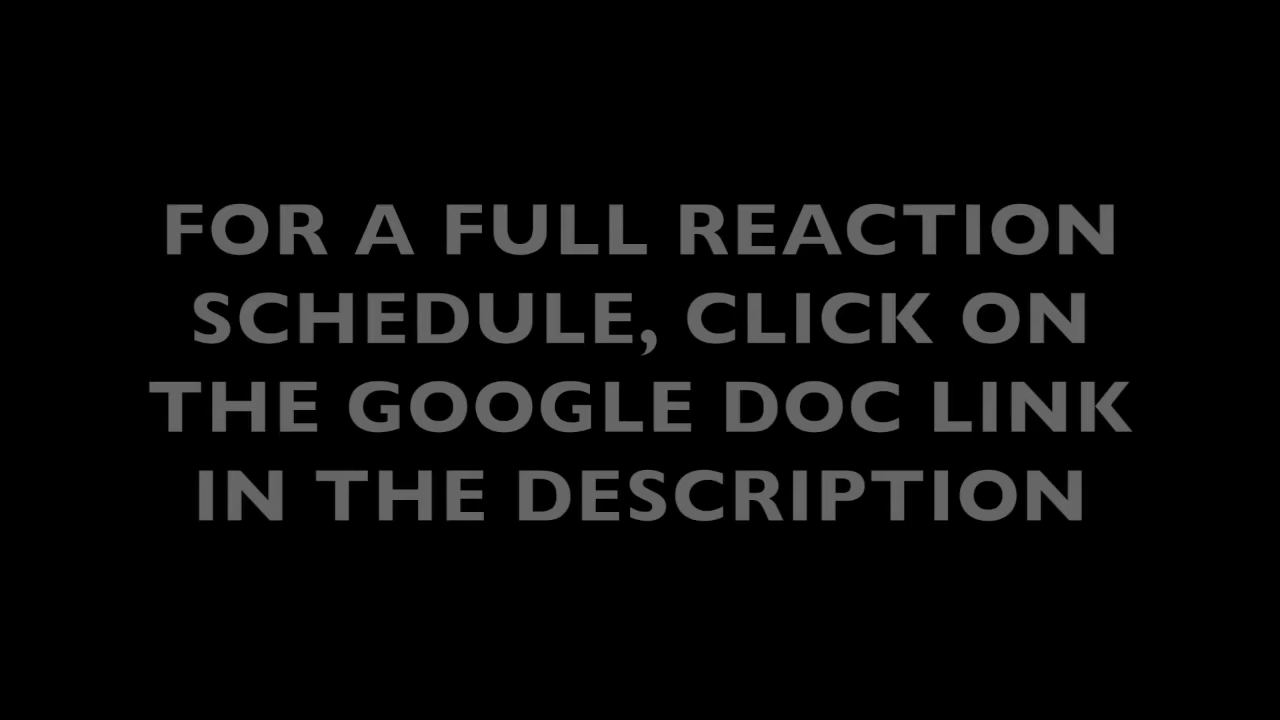 FOR A FULL REACTION
SCHEDULE, CLICK ON
THE GOOGLE DOC LINK
IN THE DESCRIPTION